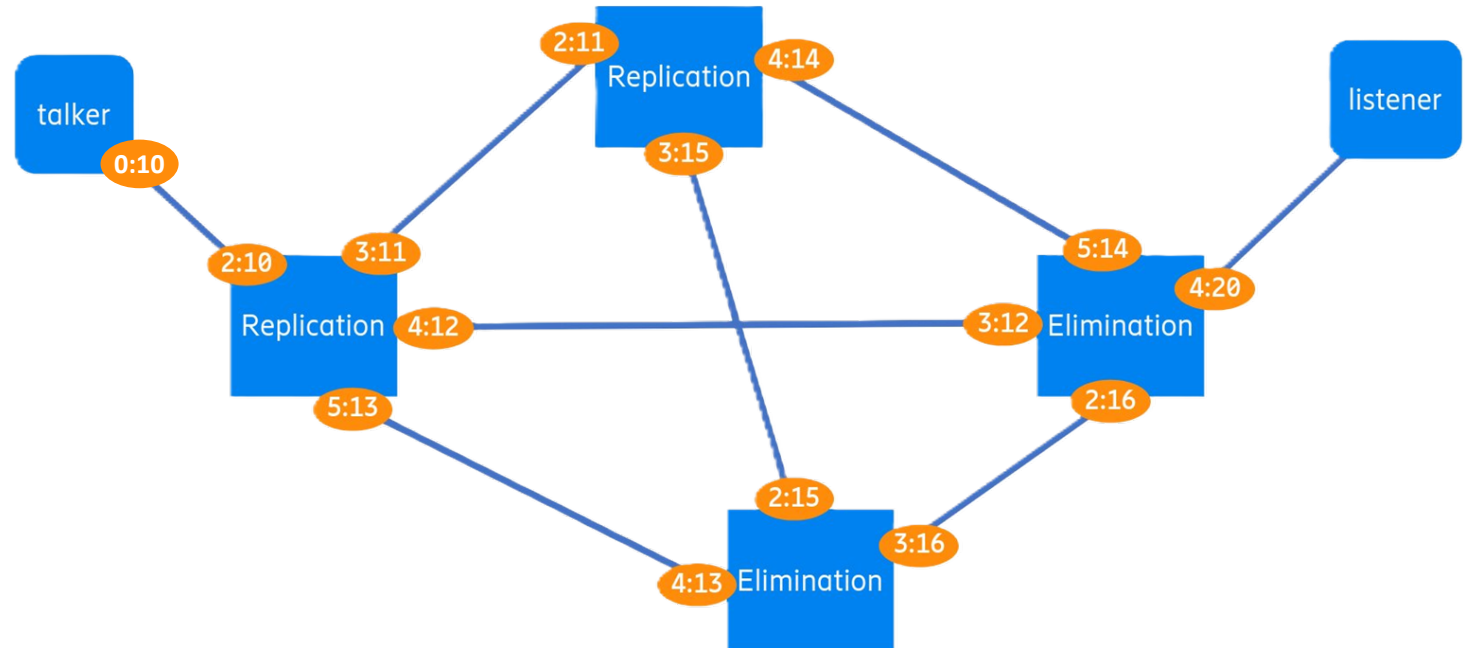 2:11
Replication
4:14
talker
listener
0:10
3:15
2:10
3:11
5:14
4:20
Replication
4:12
3:12
Elimination
5:13
2:16
2:15
3:16
4:13
Elimination